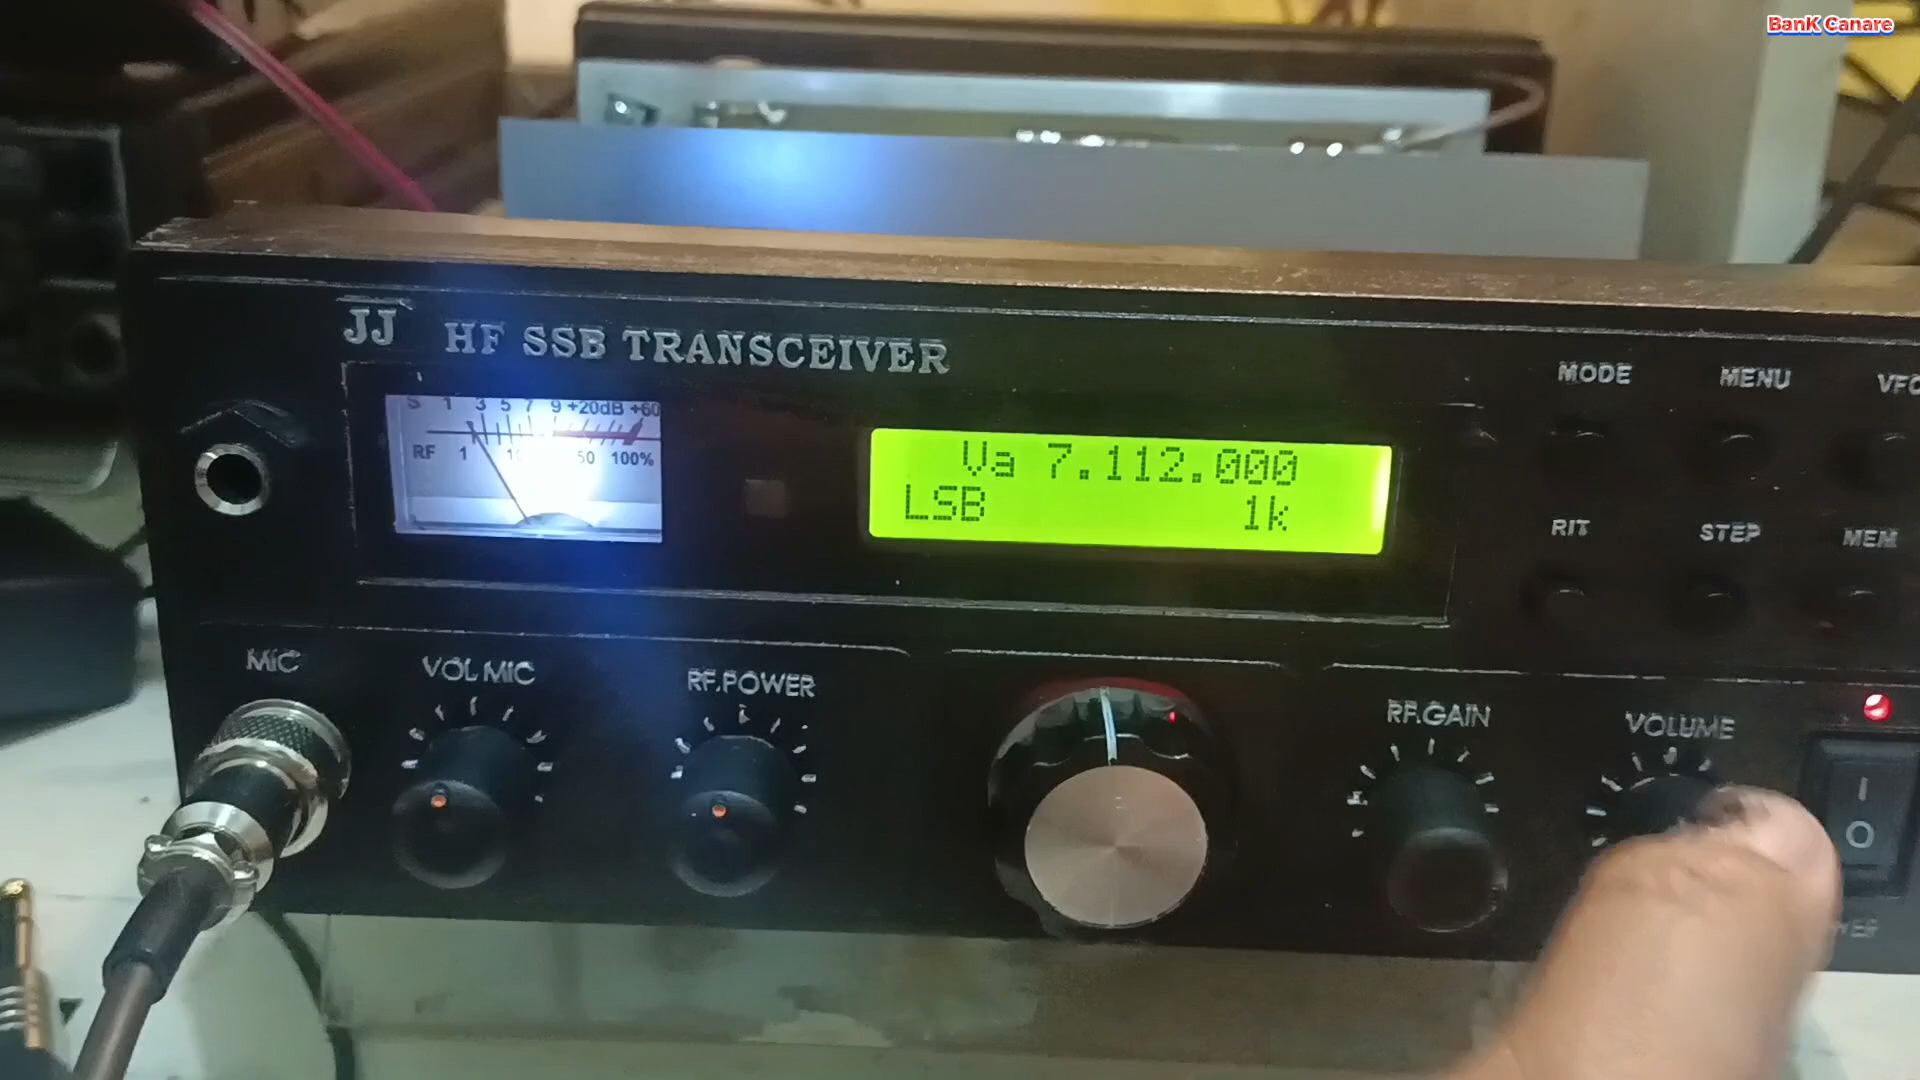 BanK Canare
JJ HF SSB TRANSCEIVER
S 1 3 5 7 9 +20dB +60
RF 1 50 100%
Va 7.112.000
LSB 1k
MODE MENU
RIT STEP MEM
MIC VOL MIC RF.POWER RF.GAIN VOLUME
I
O